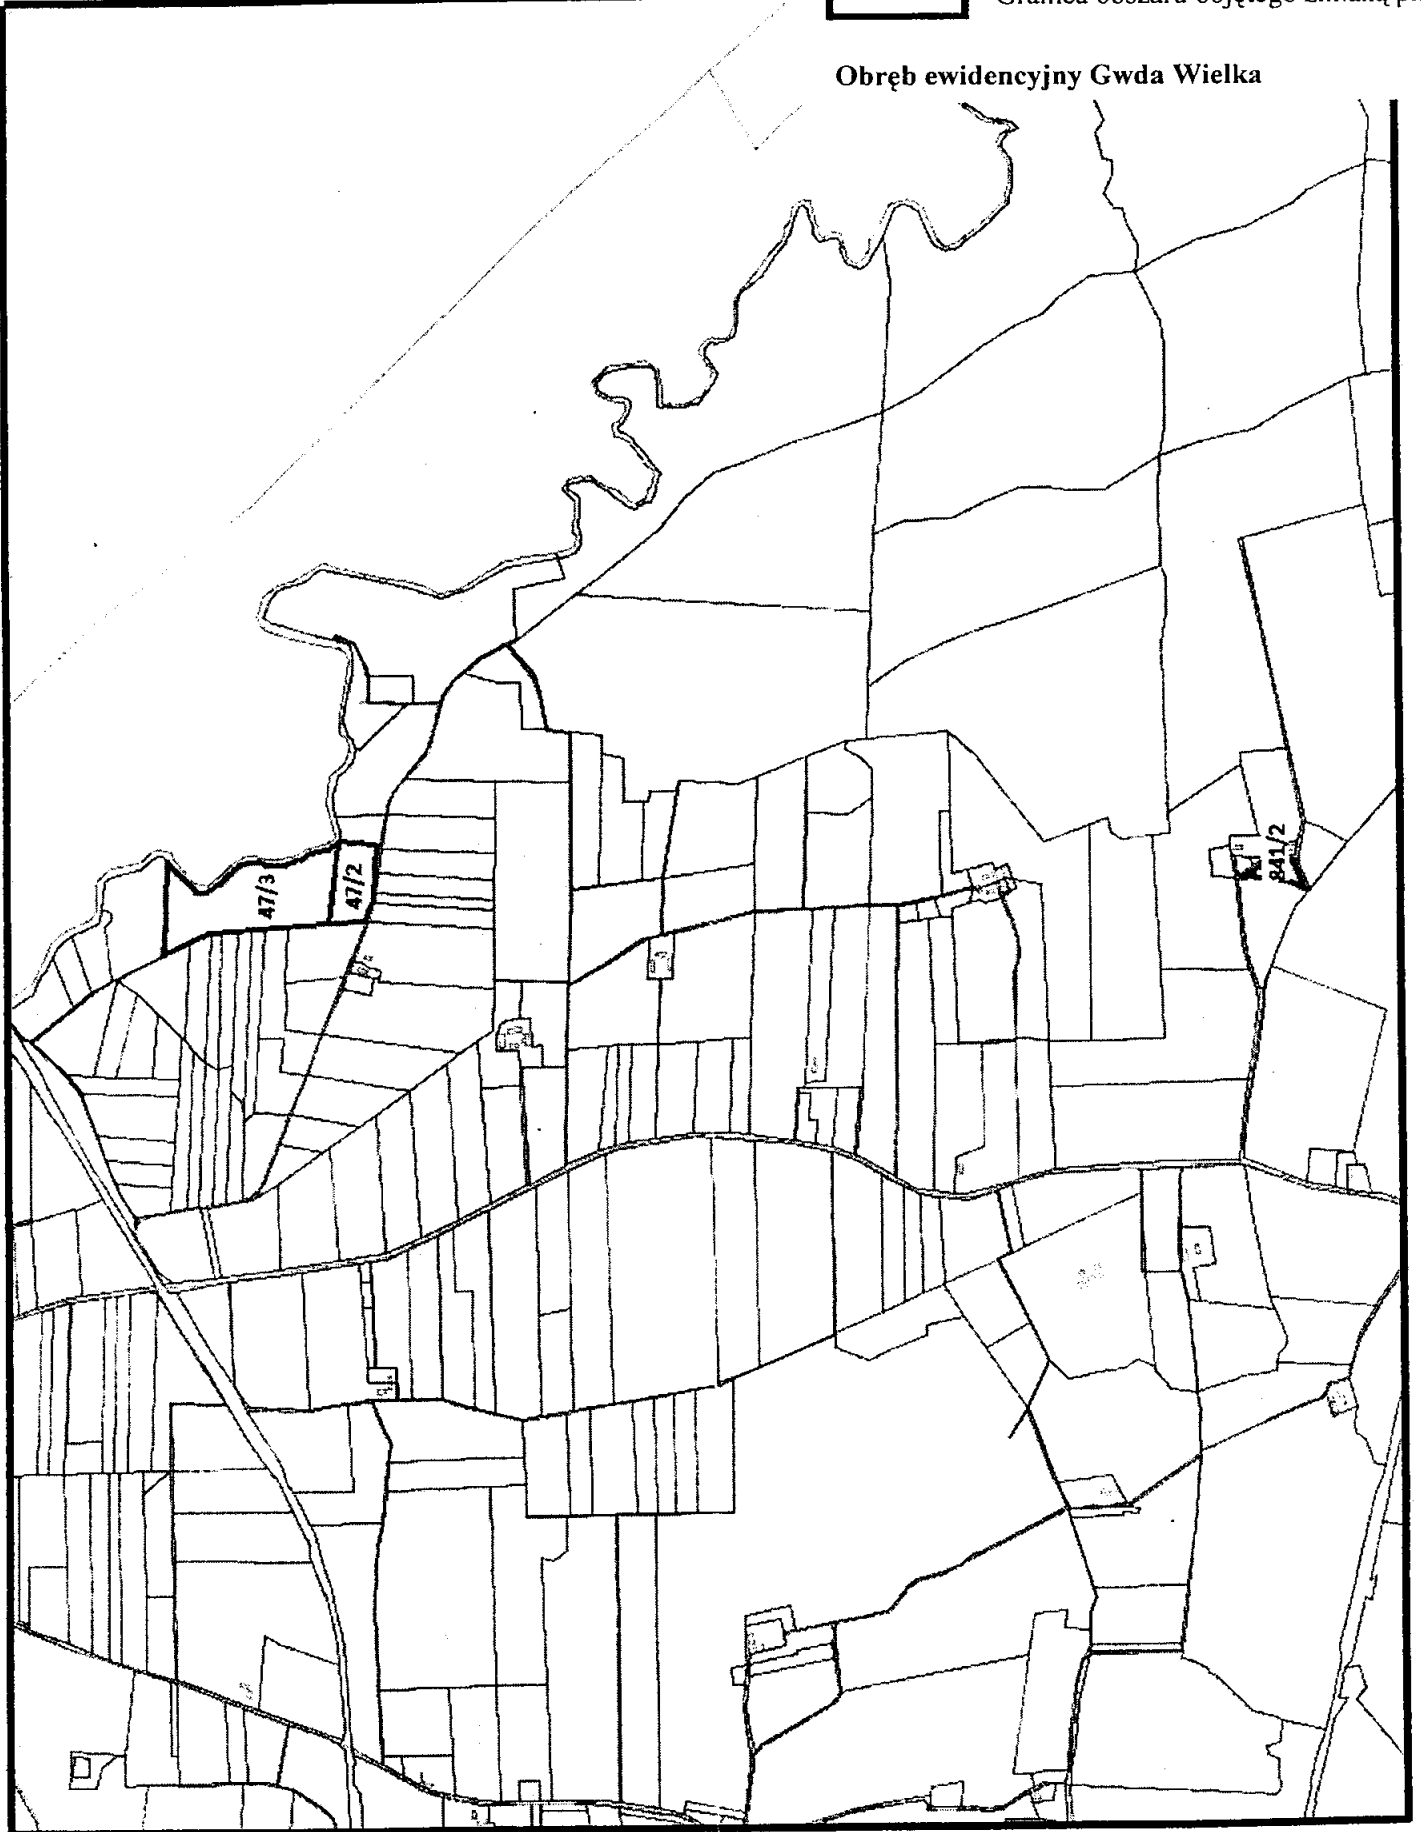 Granica obszaru objętego zmianą
Obręb ewidencyjny Gwda Wielka
47/3
47/2
841/2